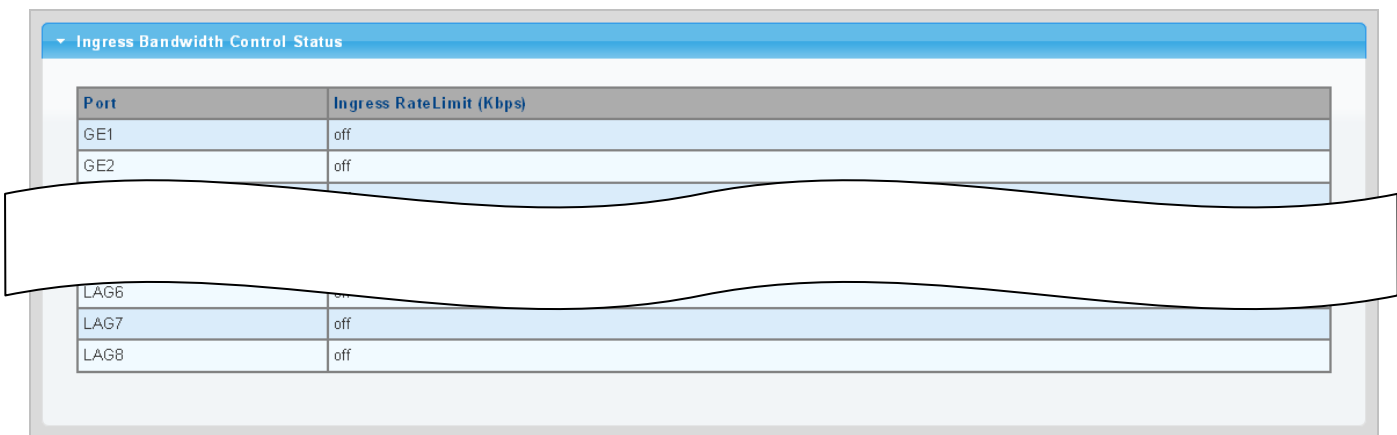 Ingress Bandwidth Control Status
Port Ingress RateLimit (Kbps)
GE1 off
GE2 off
LAG6
LAG7 off
LAG8 off